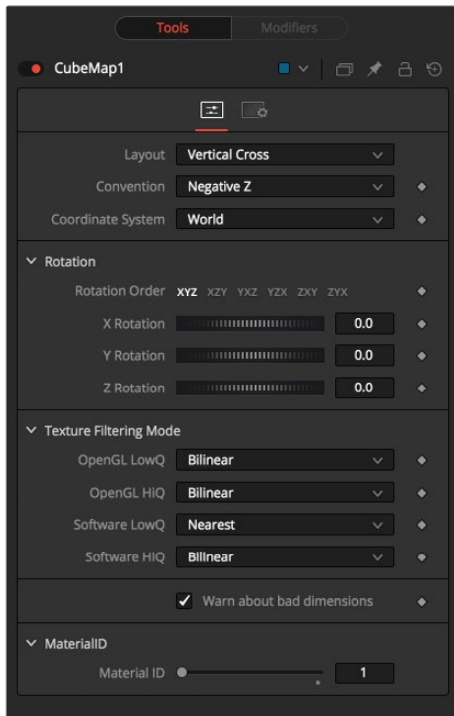 Tools Modifiers
CubeMap1
Layout Vertical Cross
Convention Negative Z
Coordinate System World
Rotation
Rotation Order XYZ XZY YXZ YZX ZXY ZYX
X Rotation 0.0
Y Rotation 0.0
Z Rotation 0.0
Texture Filtering Mode
OpenGL LowQ Bilinear
OpenGL HiQ Bilinear
Software LowQ Nearest
Software HiQ Bilinear
Warn about bad dimensions
MaterialID
Material ID 1